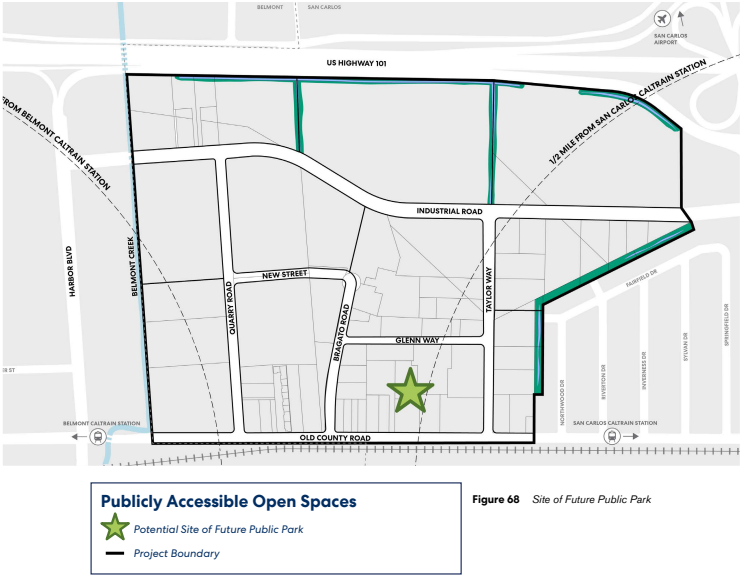 BELMONT
SAN CARLOS
SAN CARLOS
AIRPORT
US HIGHWAY 101
FROM BELMONT CALTRAIN STATION
1/2 MILE FROM SAN CARLOS CALTRAIN STATION
HARBOR BLVD
BELMONT CREEK
INDUSTRIAL ROAD
QUARRY ROAD
NEW STREET
BRAGATO ROAD
TAYLOR WAY
GLENN WAY
FAIRFIELD DR
NORTHWOOD DR
RIVERTON DR
INVERNESS DR
SYLVAN DR
SPRINGFIELD DR
BELMONT CALTRAIN STATION
SAN CARLOS CALTRAIN STATION
OLD COUNTY ROAD
Publicly Accessible Open Spaces
Potential Site of Future Public Park
Project Boundary
Figure 68 Site of Future Public Park